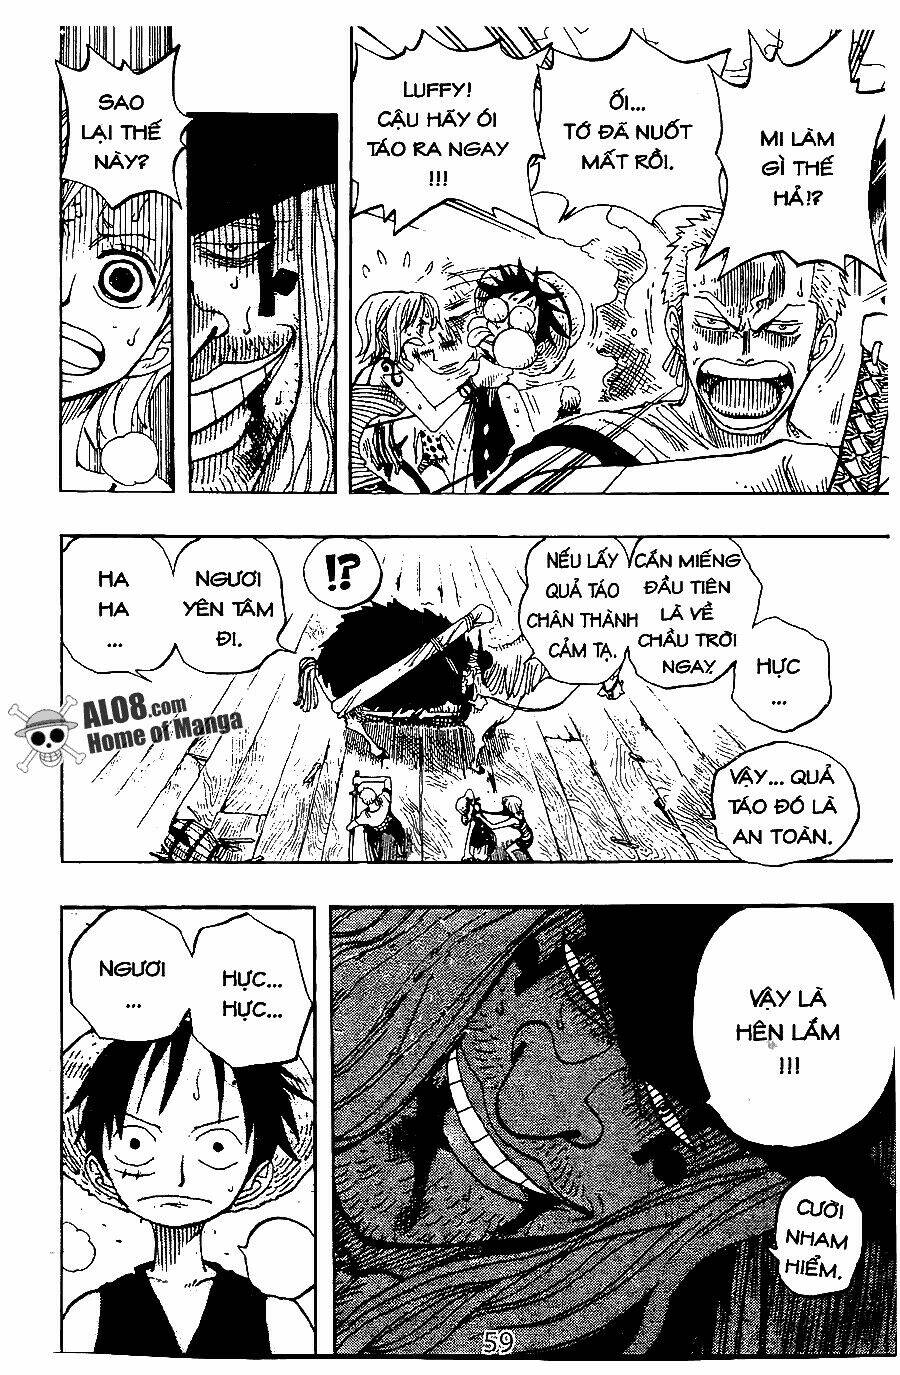 MI LÀM
GÌ THẾ
HẢ!?
ỐI...
TỚ ĐÃ NUỐT
MẤT RỒI.
LUFFY!
CẬU HÃY ÓI
TÁO RA NGAY
!!!
SAO
LẠI THẾ
NÀY?
HỰC
...
VẬY... QUẢ
TÁO ĐÓ LÀ
AN TOÀN.
CẮN MIẾNG
ĐẦU TIÊN
LÀ VỀ
CHẦU TRỜI
NGAY.
NẾU LẤY
QUẢ TÁO
CHÂN THÀNH
CẢM TẠ.
!?
NGƯƠI
YÊN TÂM
ĐI.
HA
HA
...
AL08.com
Home of Manga
VẬY LÀ
HÊN LẮM
!!!
CƯỜI
NHAM
HIỂM.
HỰC...
HỰC...
NGƯƠI
...
59